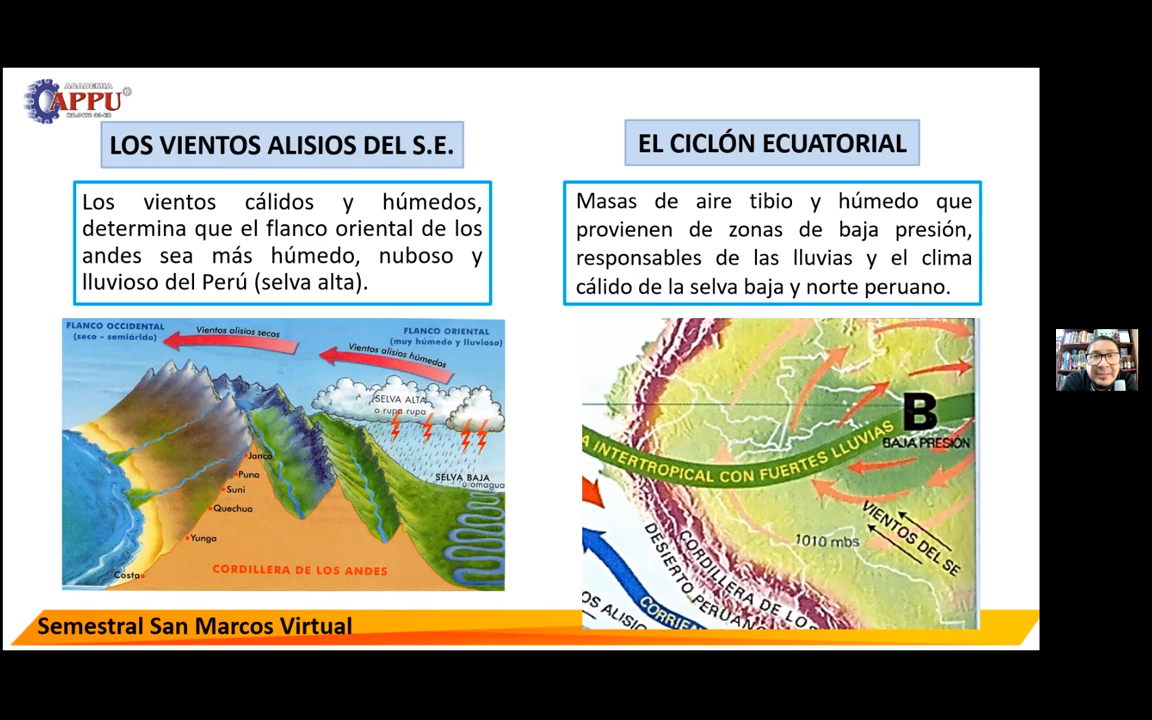 ACADEMIA
APPU
LOS VIENTOS ALISIOS DEL S.E.
Los vientos cálidos y húmedos,
determina que el flanco oriental de los
andes sea más húmedo, nuboso y
lluvioso del Perú (selva alta).
FLANCO OCCIDENTAL
(seco - semiárido)
Vientos alisios secos
FLANCO ORIENTAL
(muy húmedo y lluvioso)
Vientos alisios húmedos
SELVA ALTA
o rupa rupa
Janca
Puna
SELVA BAJA
u omagua
Suni
Quechua
Yunga
Costa
CORDILLERA DE LOS ANDES
EL CICLÓN ECUATORIAL
Masas de aire tibio y húmedo que
provienen de zonas de baja presión,
responsables de las lluvias y el clima
cálido de la selva baja y norte peruano.
B
BAJA PRESIÓN
A INTERTROPICAL CON FUERTES LLUVIAS
VIENTOS DEL SE
1010 mbs
CORDILLERA DE LOS
DESIERTO PERUANO
OS ALISIO
CORRIEN
Semestral San Marcos Virtual